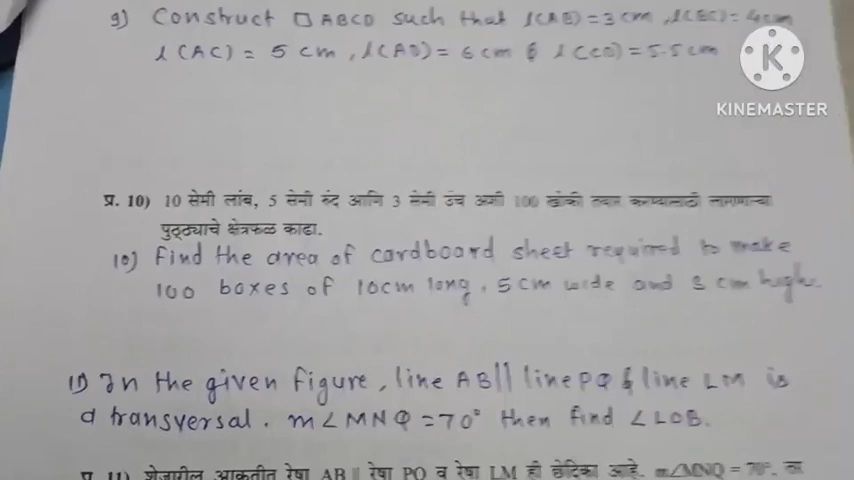 9) Construct □ ABCD such that l(AB) = 3 cm, l(BC) = 4cm
l(AC) = 5 cm, l(AD) = 6 cm & l(CD) = 5.5 cm
KINEMASTER
प्र. 10) 10 सेमी लांब, 5 सेमी रुंद आणि 3 सेमी उंच अशी 100 खोकी तयार करण्यासाठी लागणाऱ्या
पुठ्ठ्याचे क्षेत्रफळ काढा.
10) Find the area of cardboard sheet required to make
100 boxes of 10cm long, 5cm wide and 3 cm high.
11) In the given figure, line AB || line PQ & line LM is
a transversal. m∠MNQ = 70° then find ∠LOB.
प्र. 11) शेजारील आकृतीत रेषा AB || रेषा PQ व रेषा LM ही छेदिका आहे. m∠MNQ = 70°, तर